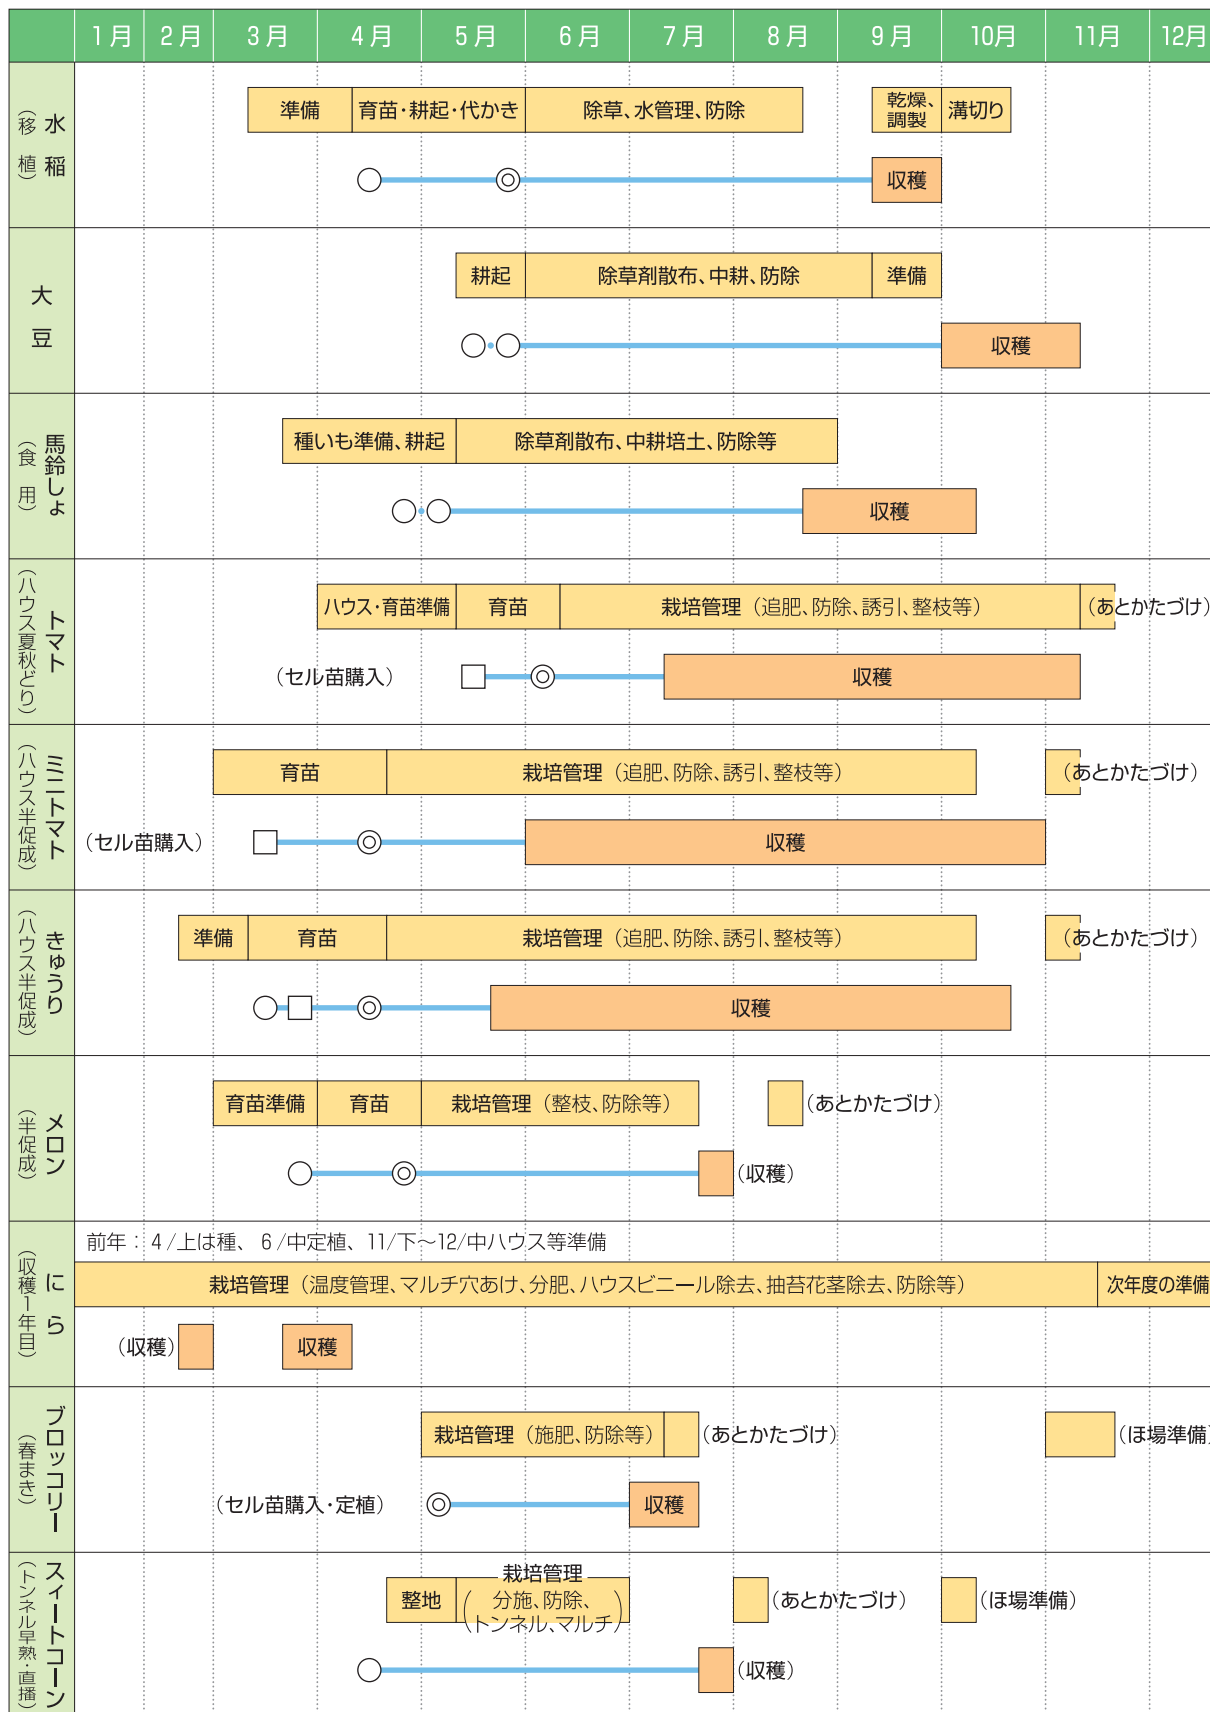 1月 2月 3月 4月 5月 6月 7月 8月 9月 10月 11月 12月
水稲
（移植）
準備 育苗・耕起・代かき 除草、水管理、防除 乾燥、調製 溝切り
収穫
大豆
耕起 除草剤散布、中耕、防除 準備
収穫
馬鈴しょ
（食用）
種いも準備、耕起 除草剤散布、中耕培土、防除等
収穫
トマト
（ハウス夏秋どり）
ハウス・育苗準備 育苗 栽培管理（追肥、防除、誘引、整枝等） （あとかたづけ）
（セル苗購入） 収穫
ミニトマト
（ハウス半促成）
育苗 栽培管理（追肥、防除、誘引、整枝等） （あとかたづけ）
（セル苗購入） 収穫
きゅうり
（ハウス半促成）
準備 育苗 栽培管理（追肥、防除、誘引、整枝等） （あとかたづけ）
収穫
メロン
（半促成）
育苗準備 育苗 栽培管理（整枝、防除等） （あとかたづけ）
（収穫）
にら
（収穫1年目）
前年：4/上は種、6/中定植、11/下～12/中ハウス等準備
栽培管理（温度管理、マルチ穴あけ、分肥、ハウスビニール除去、抽苔花茎除去、防除等） 次年度の準備
（収穫） 収穫
ブロッコリー
（春まき）
栽培管理（施肥、防除等） （あとかたづけ） （ほ場準備）
（セル苗購入・定植） 収穫
スィートコーン
（トンネル早熟・直播）
栽培管理
整地 （分施、防除、 （あとかたづけ） （ほ場準備）
トンネル、マルチ）
（収穫）